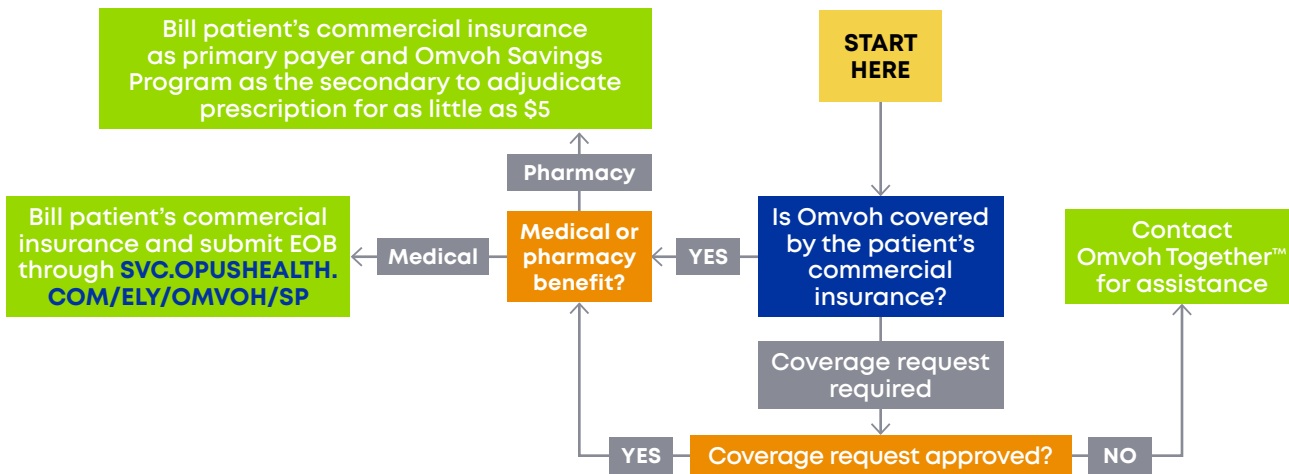 Bill patient’s commercial insurance
as primary payer and Omvoh Savings
Program as the secondary to adjudicate
prescription for as little as $5
START
HERE
Pharmacy
Bill patient’s commercial
insurance and submit EOB
through SVC.OPUSHEALTH.
COM/ELY/OMVOH/SP
Medical
Medical or
pharmacy
benefit?
YES
Is Omvoh covered
by the patient’s
commercial
insurance?
Contact
Omvoh Together™
for assistance
Coverage request
required
YES
Coverage request approved?
NO